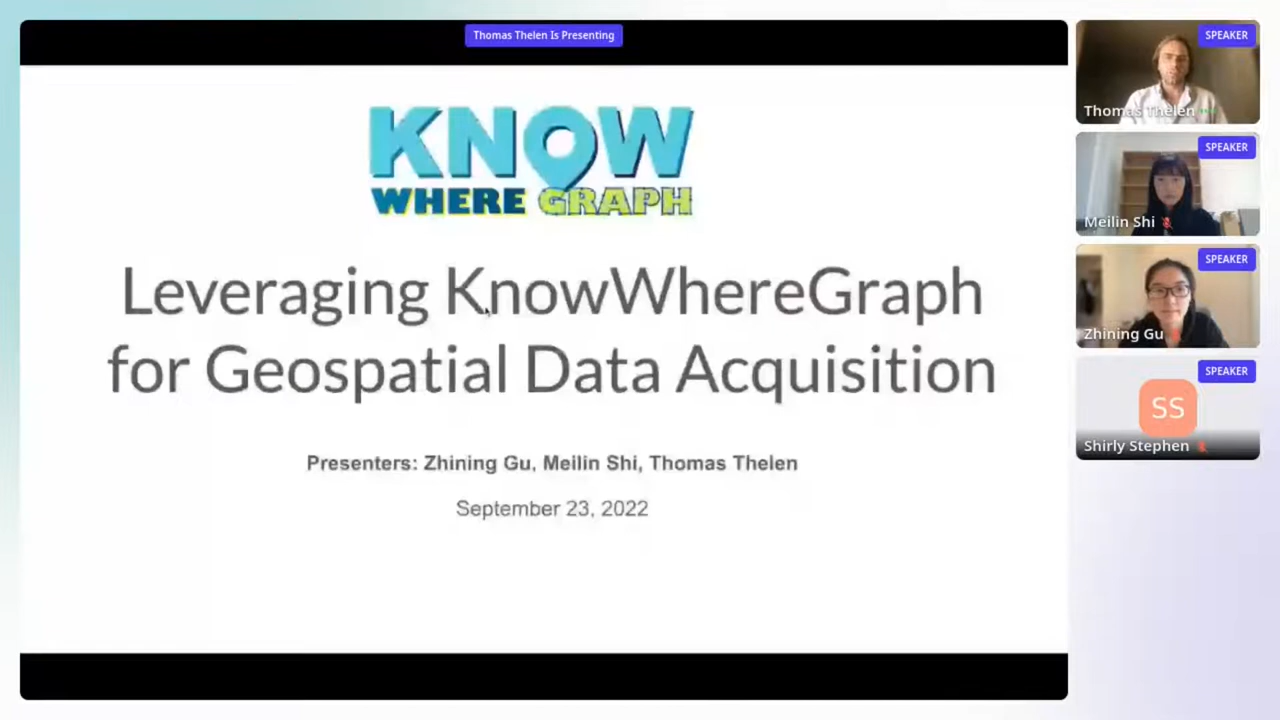 Thomas Thelen Is Presenting
KNOW
WHERE GRAPH
Leveraging KnowWhereGraph
for Geospatial Data Acquisition
Presenters: Zhining Gu, Meilin Shi, Thomas Thelen
September 23, 2022
SPEAKER
Thomas Thelen
SPEAKER
Meilin Shi
SPEAKER
Zhining Gu
SPEAKER
SS
Shirly Stephen